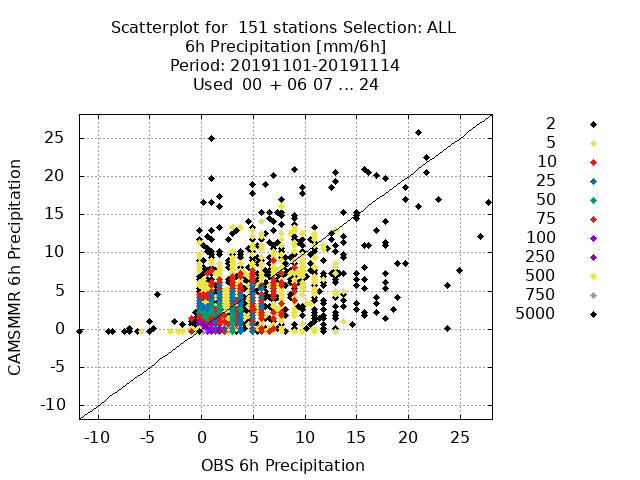 Scatterplot for 151 stations Selection: ALL
6h Precipitation [mm/6h]
Period: 20191101-20191114
Used 00 + 06 07 ... 24
CAMSMMR 6h Precipitation
25
20
15
10
5
0
-5
-10
-10 -5 0 5 10 15 20 25
OBS 6h Precipitation
2
5
10
25
50
75
100
250
500
750
5000